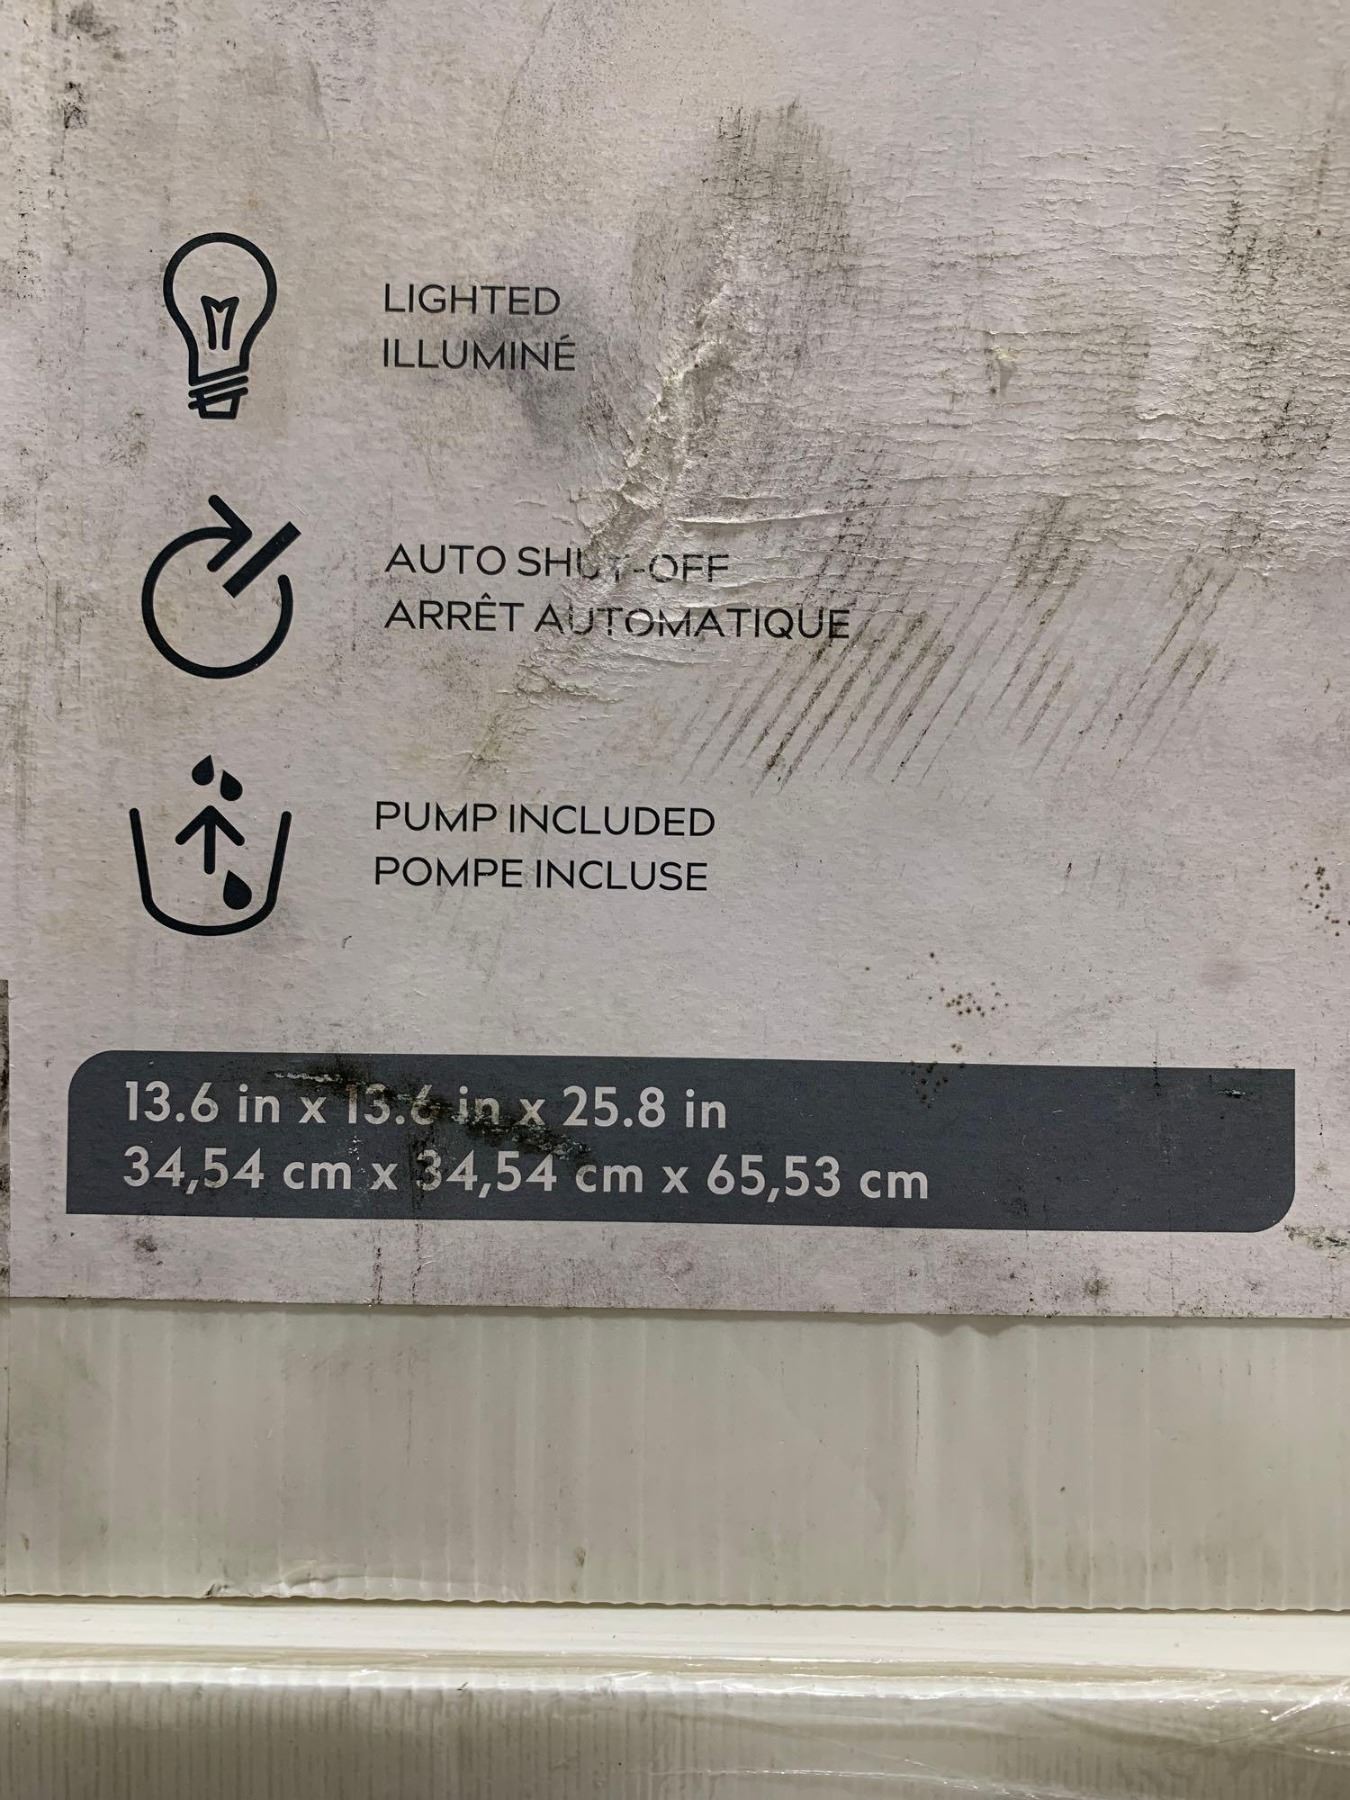 LIGHTED
ILLUMINÉ
AUTO SHUT-OFF
ARRÊT AUTOMATIQUE
PUMP INCLUDED
POMPE INCLUSE
13.6 in x 13.6 in x 25.8 in
34,54 cm x 34,54 cm x 65,53 cm